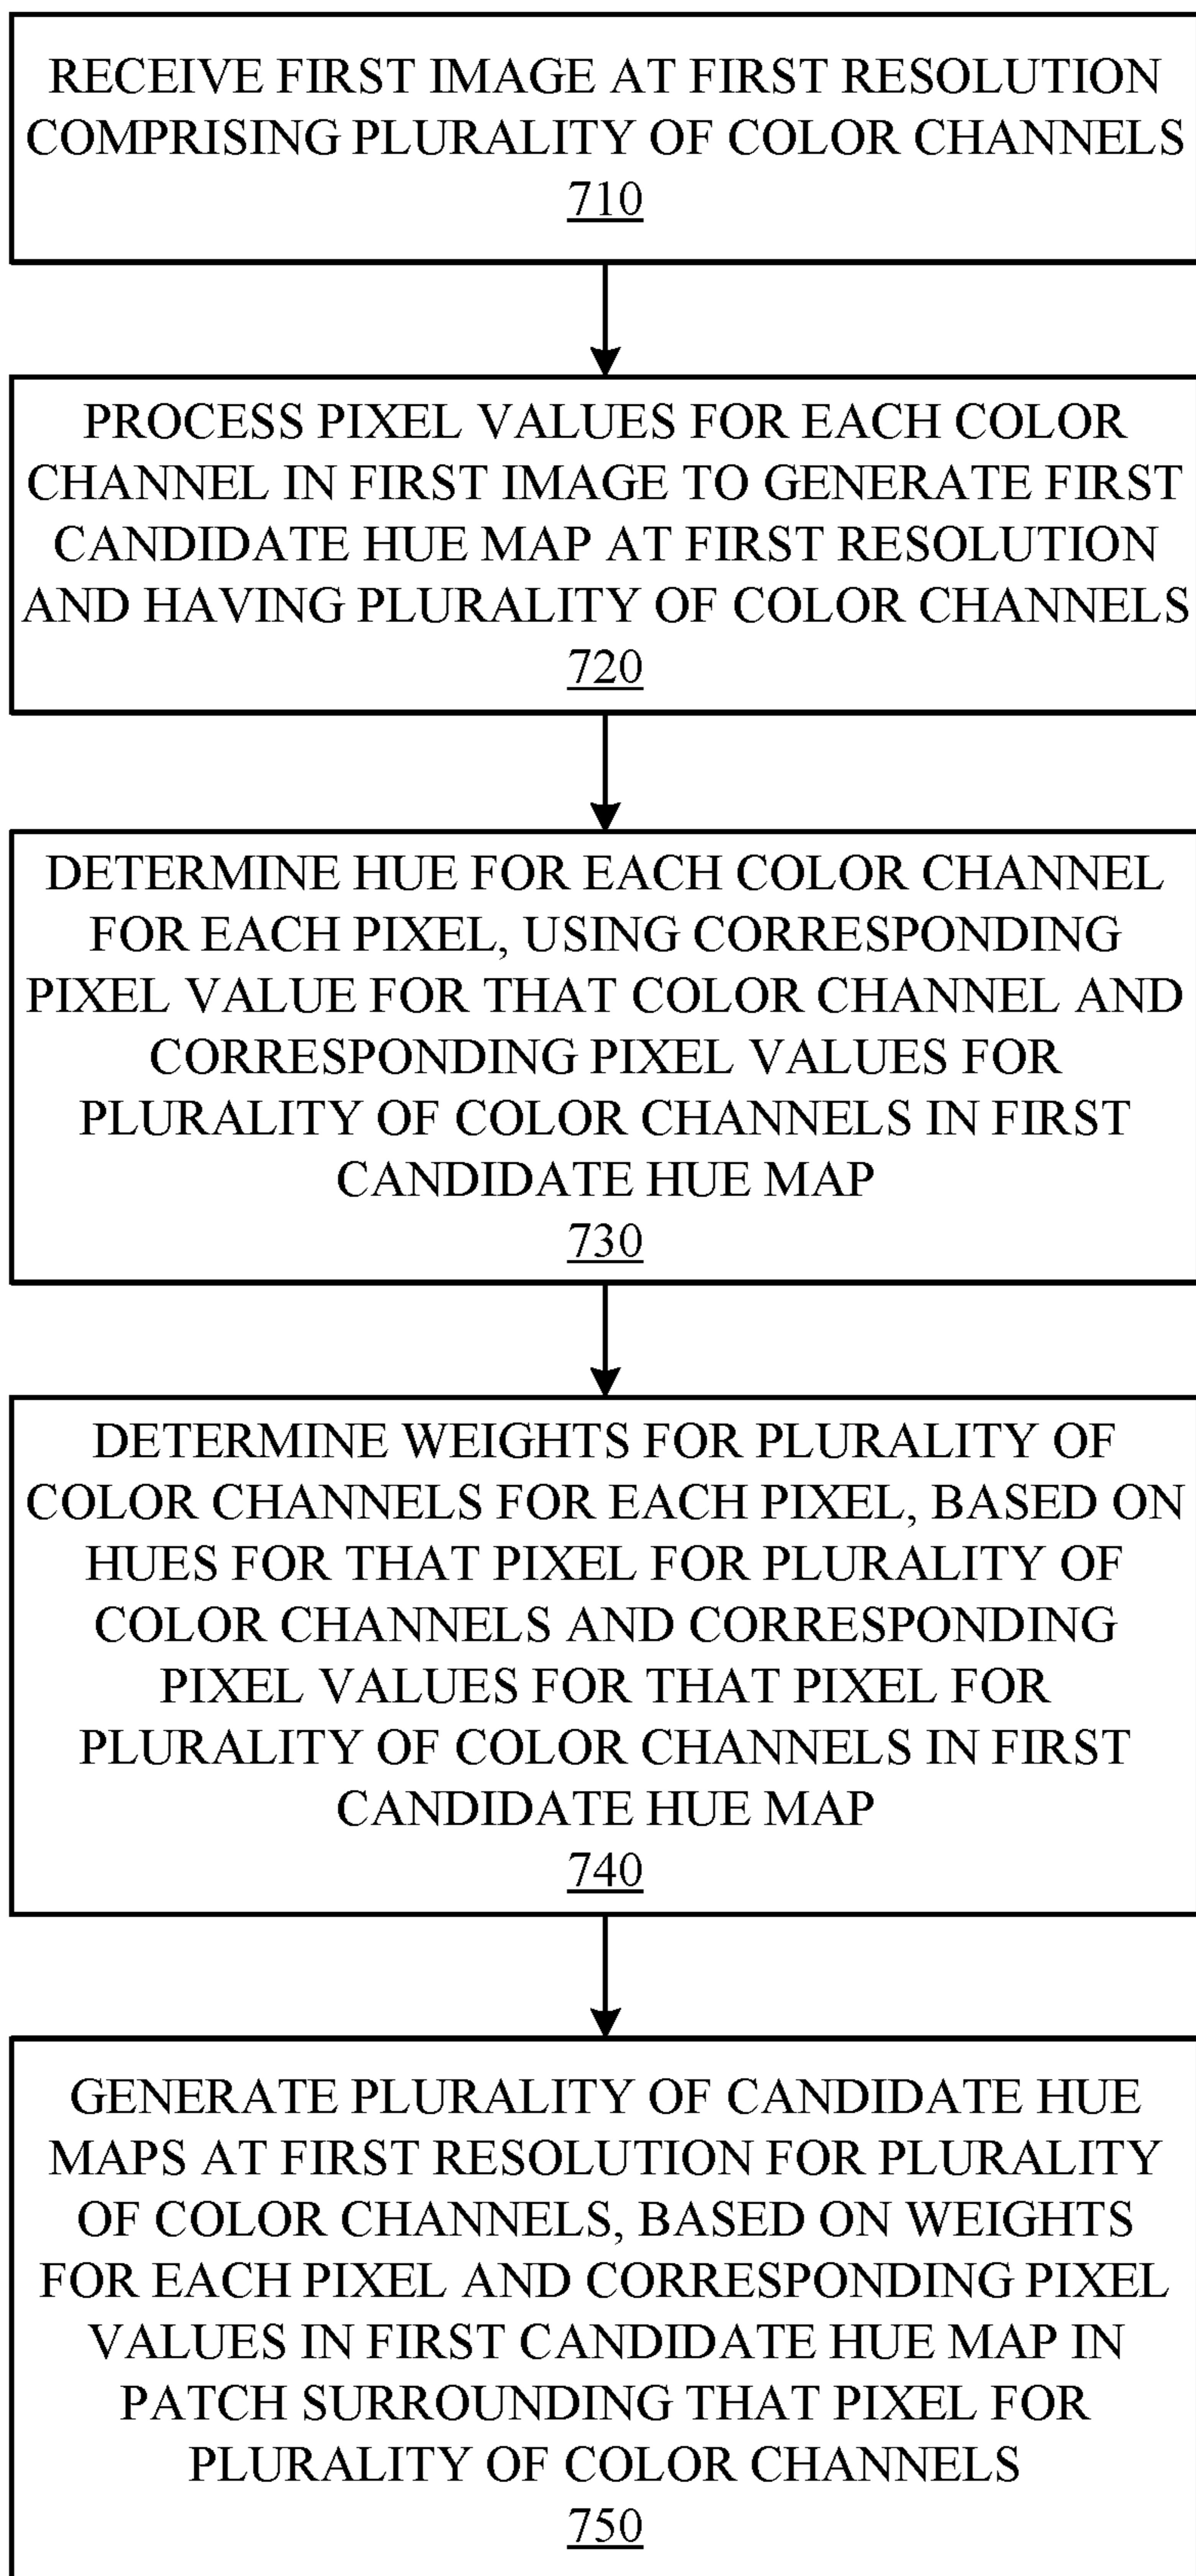 RECEIVE FIRST IMAGE AT FIRST RESOLUTION
COMPRISING PLURALITY OF COLOR CHANNELS
710
PROCESS PIXEL VALUES FOR EACH COLOR
CHANNEL IN FIRST IMAGE TO GENERATE FIRST
CANDIDATE HUE MAP AT FIRST RESOLUTION
AND HAVING PLURALITY OF COLOR CHANNELS
720
DETERMINE HUE FOR EACH COLOR CHANNEL
FOR EACH PIXEL, USING CORRESPONDING
PIXEL VALUE FOR THAT COLOR CHANNEL AND
CORRESPONDING PIXEL VALUES FOR
PLURALITY OF COLOR CHANNELS IN FIRST
CANDIDATE HUE MAP
730
DETERMINE WEIGHTS FOR PLURALITY OF
COLOR CHANNELS FOR EACH PIXEL, BASED ON
HUES FOR THAT PIXEL FOR PLURALITY OF
COLOR CHANNELS AND CORRESPONDING
PIXEL VALUES FOR THAT PIXEL FOR
PLURALITY OF COLOR CHANNELS IN FIRST
CANDIDATE HUE MAP
740
GENERATE PLURALITY OF CANDIDATE HUE
MAPS AT FIRST RESOLUTION FOR PLURALITY
OF COLOR CHANNELS, BASED ON WEIGHTS
FOR EACH PIXEL AND CORRESPONDING PIXEL
VALUES IN FIRST CANDIDATE HUE MAP IN
PATCH SURROUNDING THAT PIXEL FOR
PLURALITY OF COLOR CHANNELS
750